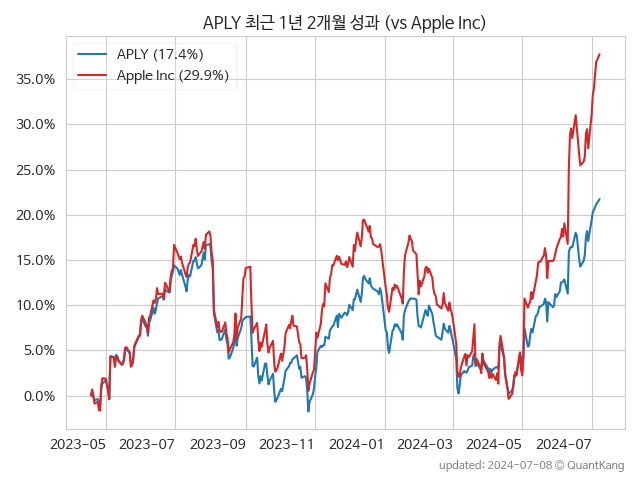 APLY 최근 1년 2개월 성과 (vs Apple Inc)
APLY (17.4%)
Apple Inc (29.9%)
35.0%
30.0%
25.0%
20.0%
15.0%
10.0%
5.0%
0.0%
2023-05 2023-07 2023-09 2023-11 2024-01 2024-03 2024-05 2024-07
updated: 2024-07-08 © QuantKang